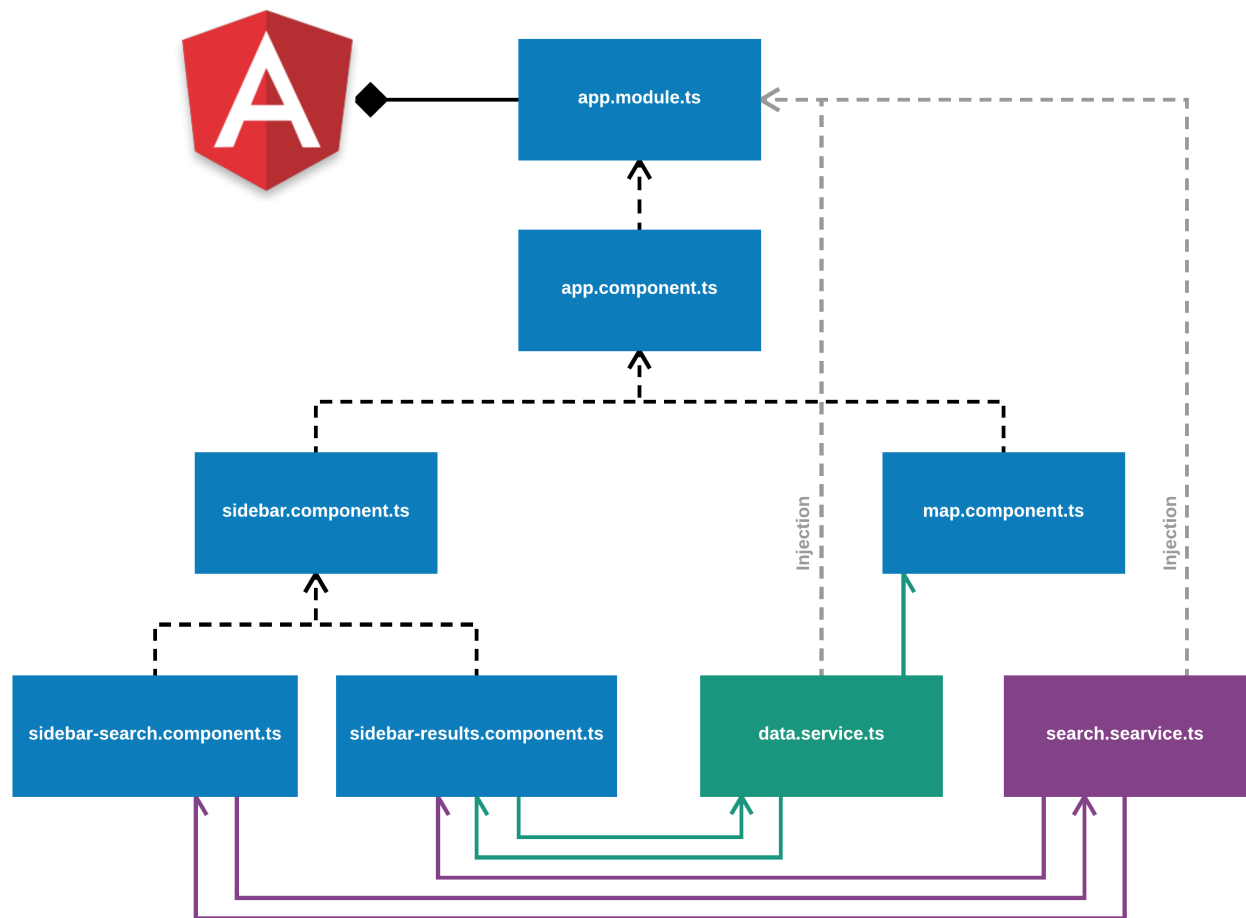 app.module.ts
app.component.ts
sidebar.component.ts
Injection
map.component.ts
Injection
sidebar-search.component.ts
sidebar-results.component.ts
data.service.ts
search.searvice.ts